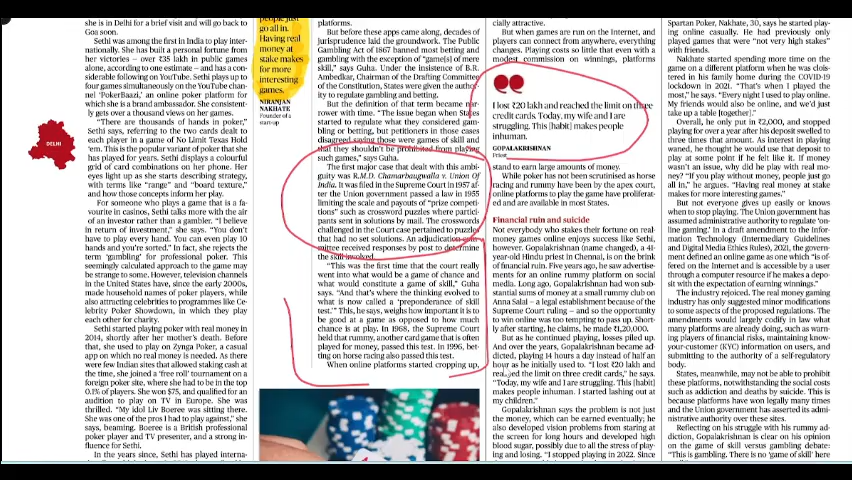 she is in Delhi for a brief visit and will go back to
Goa soon.
Sethi was among the first in India to play inter-
nationally. She has built a personal fortune from
her victories – over ₹35 lakh in public games
alone, according to one estimate – and has a con-
siderable following on YouTube. Sethi plays up to
four games simultaneously on the YouTube chan-
nel 'PokerBaazi', an online poker platform for
which she is a brand ambassador. She consistent-
ly gets over a thousand views on her games.
"There are thousands of hands in poker,"
Sethi says, referring to the two cards dealt to
each player in a game of No Limit Texas Hold
'em. This is the popular variant of poker that she
has played for years. Sethi displays a colourful
grid of card combinations on her phone. Her
eyes light up as she starts describing strategy,
with terms like "range" and "board texture,"
and how those concepts inform her play.
For someone who plays a game that is a fa-
vourite in casinos, Sethi talks more with the air
of an investor rather than a gambler. "I believe
in return of investment," she says. "You don't
have to play every hand. You can even play 10
hands and you're sorted." In fact, she rejects the
term 'gambling' for professional poker. This
seemingly calculated approach to the game may
be strange to some. However, television channels
in the United States have, since the early 2000s,
made household names of poker players, while
also attracting celebrities to programmes like Ce-
lebrity Poker Showdown, in which they play
each other for charity.
Sethi started playing poker with real money in
2014, shortly after her mother's death. Before
that, she used to play on Zynga Poker, a casual
app on which no real money is needed. As there
were few Indian sites that allowed staking cash at
the time, she joined a 'free roll' tournament on a
foreign poker site, where she had to be in the top
0.1% of players. She won $75, and qualified for an
audition to play on TV in Europe. She was
thrilled. "My idol Liv Boeree was sitting there.
She was one of the pros I had to play against," she
says, beaming. Boeree is a British professional
poker player and TV presenter, and a strong in-
fluence for Sethi.
In the years since, Sethi has played interna-
DELHI
people just
go all in.
Having real
money at
stake makes
for more
interesting
games.
NIRANJAN
NAKHATE
Founder of a
start-up
platforms.
But before these apps came along, decades of
jurisprudence laid the groundwork. The Public
Gambling Act of 1867 banned most betting and
gambling with the exception of "game[s] of mere
skill," says Guha. Under the insistence of B.R.
Ambedkar, Chairman of the Drafting Committee
of the Constitution, States were given the author-
ity to regulate gambling and betting.
But the definition of that term became nar-
rower with time. "The issue began when States
started to regulate what they considered gam-
bling or betting, but petitioners in those cases
disagreed saying those were games of skill and
that they shouldn't be prohibited from playing
such games," says Guha.
The first major case that dealt with this ambi-
guity was R.M.D. Chamarbaugwalla v. Union Of
India. It was filed in the Supreme Court in 1957 af-
ter the Union government passed a law in 1955
limiting the scale and payouts of "prize competi-
tions" such as crossword puzzles where partici-
pants sent in solutions by mail. The crosswords
challenged in the Court case pertained to puzzles
that had no set solutions. An adjudication com-
mittee received responses by post to determine
the skill involved.
"This was the first time that the court really
went into what would be a game of chance and
what would constitute a game of skill," Guha
says. "And that's where the thinking evolved to
what is now called a 'preponderance of skill
test'." This, he says, weighs how important it is to
be good at a game as opposed to how much
chance is at play. In 1968, the Supreme Court
held that rummy, another card game that is often
played for money, passed this test. In 1996, bet-
ting on horse racing also passed this test.
When online platforms started cropping up,
cially attractive.
But when games are run on the Internet, and
players can connect from anywhere, everything
changes. Playing costs so little that even with a
modest commission on winnings, platforms
I lost ₹20 lakh and reached the limit on three
credit cards. Today, my wife and I are
struggling. This [habit] makes people
inhuman.
GOPALAKRISHNAN
Priest
stand to earn large amounts of money.
While poker has not been scrutinised as horse
racing and rummy have been by the apex court,
online platforms to play the game have proliferat-
ed and are available in most States.
Financial ruin and suicide
Not everybody who stakes their fortune on real-
money games online enjoys success like Sethi,
however. Gopalakrishnan (name changed), a 41-
year-old Hindu priest in Chennai, is on the brink
of financial ruin. Five years ago, he saw advertise-
ments for an online rummy platform on social
media. Long ago, Gopalakrishnan had won sub-
stantial sums of money at a small rummy club on
Anna Salai – a legal establishment because of the
Supreme Court ruling – and so the opportunity
to win online was too tempting to pass up. Short-
ly after starting, he claims, he made ₹1,20,000.
But as he continued playing, losses piled up.
And over the years, Gopalakrishnan became ad-
dicted, playing 14 hours a day instead of half an
hour as he initially used to. "I lost ₹20 lakh and
reached the limit on three credit cards," he says.
"Today, my wife and I are struggling. This [habit]
makes people inhuman. I started lashing out at
my children."
Gopalakrishnan says the problem is not just
the money, which can be earned eventually; he
also developed vision problems from staring at
the screen for long hours and developed high
blood sugar, possibly due to all the stress of play-
ing and losing. "I stopped playing in 2022. Since
Spartan Poker, Nakhate, 30, says he started play-
ing online casually. He had previously only
played games that were "not very high stakes"
with friends.
Nakhate started spending more time on the
game on a different platform when he was clois-
tered in his family home during the COVID-19
lockdown in 2021. "That's when I played the
most," he says. "Every night I used to play online.
My friends would also be online, and we'd just
take up a table [together]."
Overall, he only put in ₹2,000, and stopped
playing for over a year after his deposit swelled to
three times that amount. As interest in playing
waned, he thought he would use that deposit to
play at some point if he felt like it. If money
wasn't an issue, why did he play with real mo-
ney? "If you play without money, people just go
all in," he argues. "Having real money at stake
makes for more interesting games."
But not everyone gives up easily or knows
when to stop playing. The Union government has
assumed administrative authority to regulate 'on-
line gaming.' In a draft amendment to the Infor-
mation Technology (Intermediary Guidelines
and Digital Media Ethics Rules), 2021, the govern-
ment defined an online game as one which "is of-
fered on the Internet and is accessible by a user
through a computer resource if he makes a depo-
sit with the expectation of earning winnings."
The industry rejoiced. The real money gaming
industry has only suggested minor modifications
to some aspects of the proposed regulations. The
amendments would largely codify in law what
many platforms are already doing, such as warn-
ing players of financial risks, maintaining know-
your-customer (KYC) information on users, and
submitting to the authority of a self-regulatory
body.
States, meanwhile, may not be able to prohibit
these platforms, notwithstanding the social costs
such as addiction and deaths by suicide. This is
because platforms have won legally many times
and the Union government has asserted its admi-
nistrative authority over these sites.
Reflecting on his struggle with his rummy ad-
diction, Gopalakrishnan is clear on his opinion
on the game of skill versus gambling debate:
"This is gambling. There is no 'game of skill' here